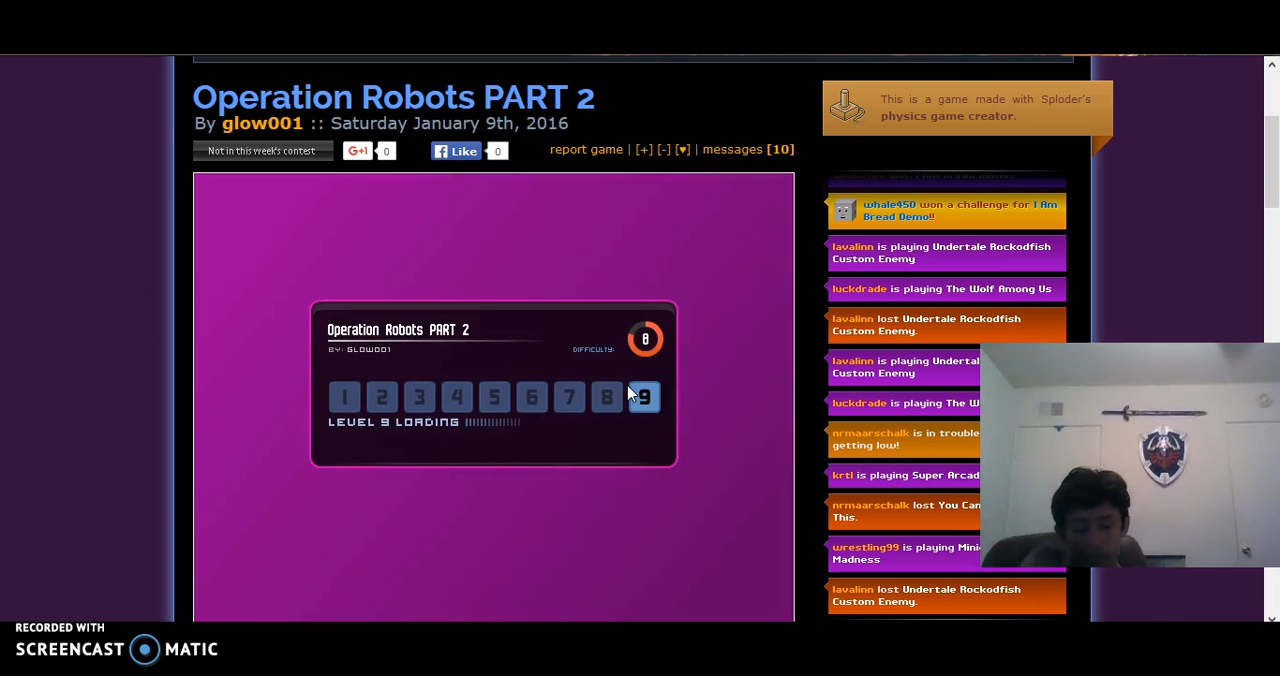 Operation Robots PART 2
By glow001 :: Saturday January 9th, 2016
Not in this week's contest
G+1 0
Like 0
report game | [+] [-] [♥] | messages [10]
Operation Robots PART 2
BY: GLOW001
DIFFICULTY: 8
1 2 3 4 5 6 7 8 9
LEVEL 9 LOADING
This is a game made with Sploder's
physics game creator.
whale450 won a challenge for I Am
Bread Demo!!
lavalinn is playing Undertale Rockodfish
Custom Enemy
luckdrade is playing The Wolf Among Us
lavalinn lost Undertale Rockodfish
Custom Enemy.
lavalinn is playing Undertal
Custom Enemy
luckdrade is playing The W
nrmaarschalk is in trouble
getting low!
krtl is playing Super Arcad
nrmaarschalk lost You Can
This.
wrestling99 is playing Mini
Madness
lavalinn lost Undertale Rockodfish
Custom Enemy.
RECORDED WITH
SCREENCAST MATIC